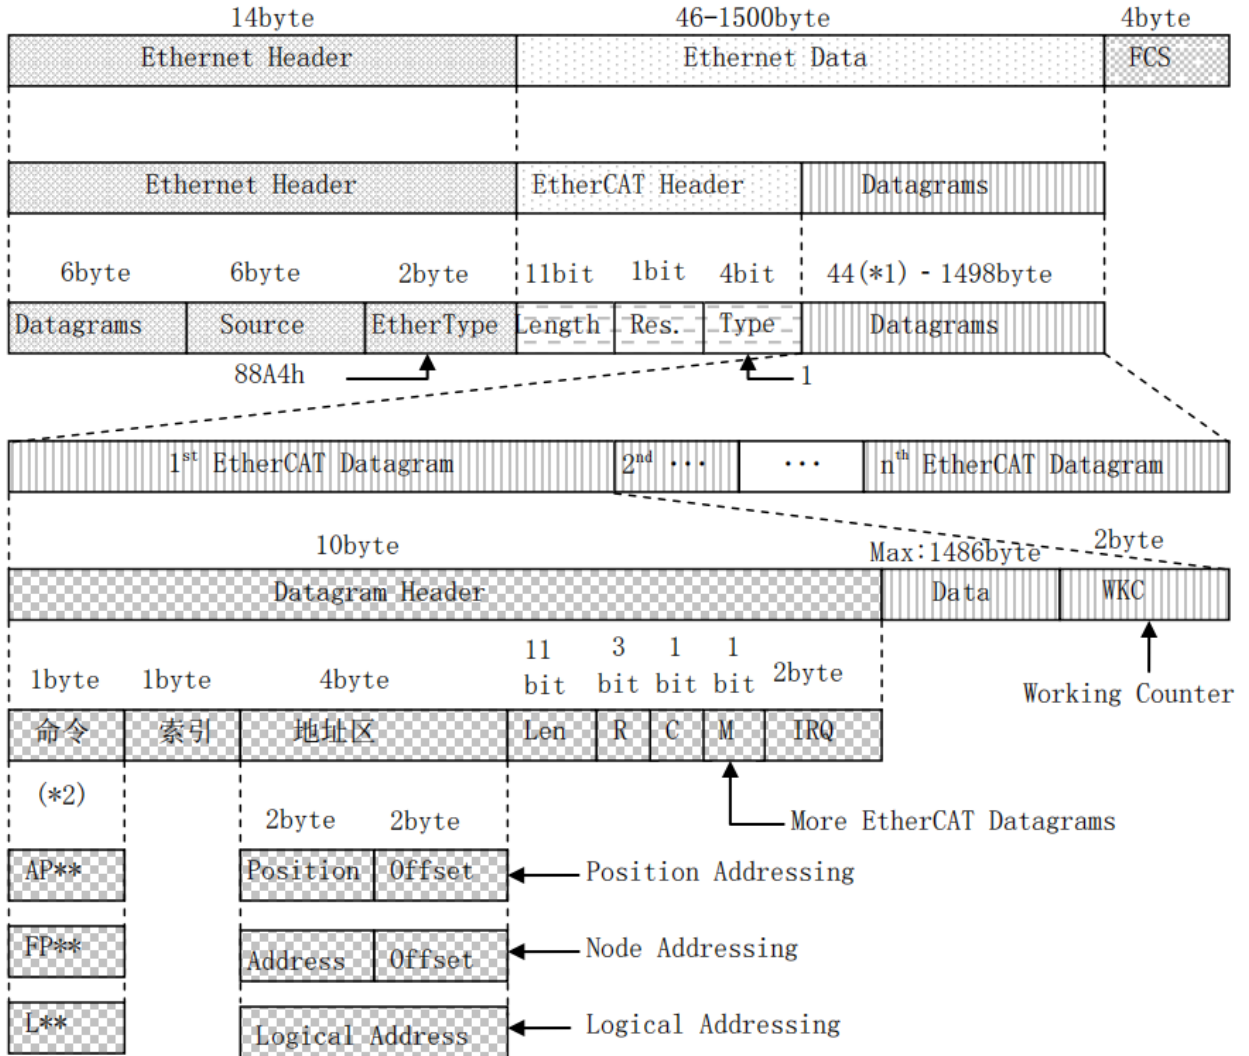 14byte 46-1500byte 4byte
Ethernet Header Ethernet Data FCS
Ethernet Header EtherCAT Header Datagrams
6byte 6byte 2byte 11bit 1bit 4bit 44(*1) - 1498byte
Datagrams Source EtherType Length Res. Type Datagrams
88A4h 1
1st EtherCAT Datagram 2nd ··· ··· nth EtherCAT Datagram
10byte Max:1486byte 2byte
Datagram Header Data WKC
Working Counter
1byte 1byte 4byte 11 bit 3 bit 1 bit 1 bit 2byte
命令 索引 地址区 Len R C M IRQ
(*2)
More EtherCAT Datagrams
2byte 2byte
AP** Position Offset Position Addressing
FP** Address Offset Node Addressing
L** Logical Address Logical Addressing